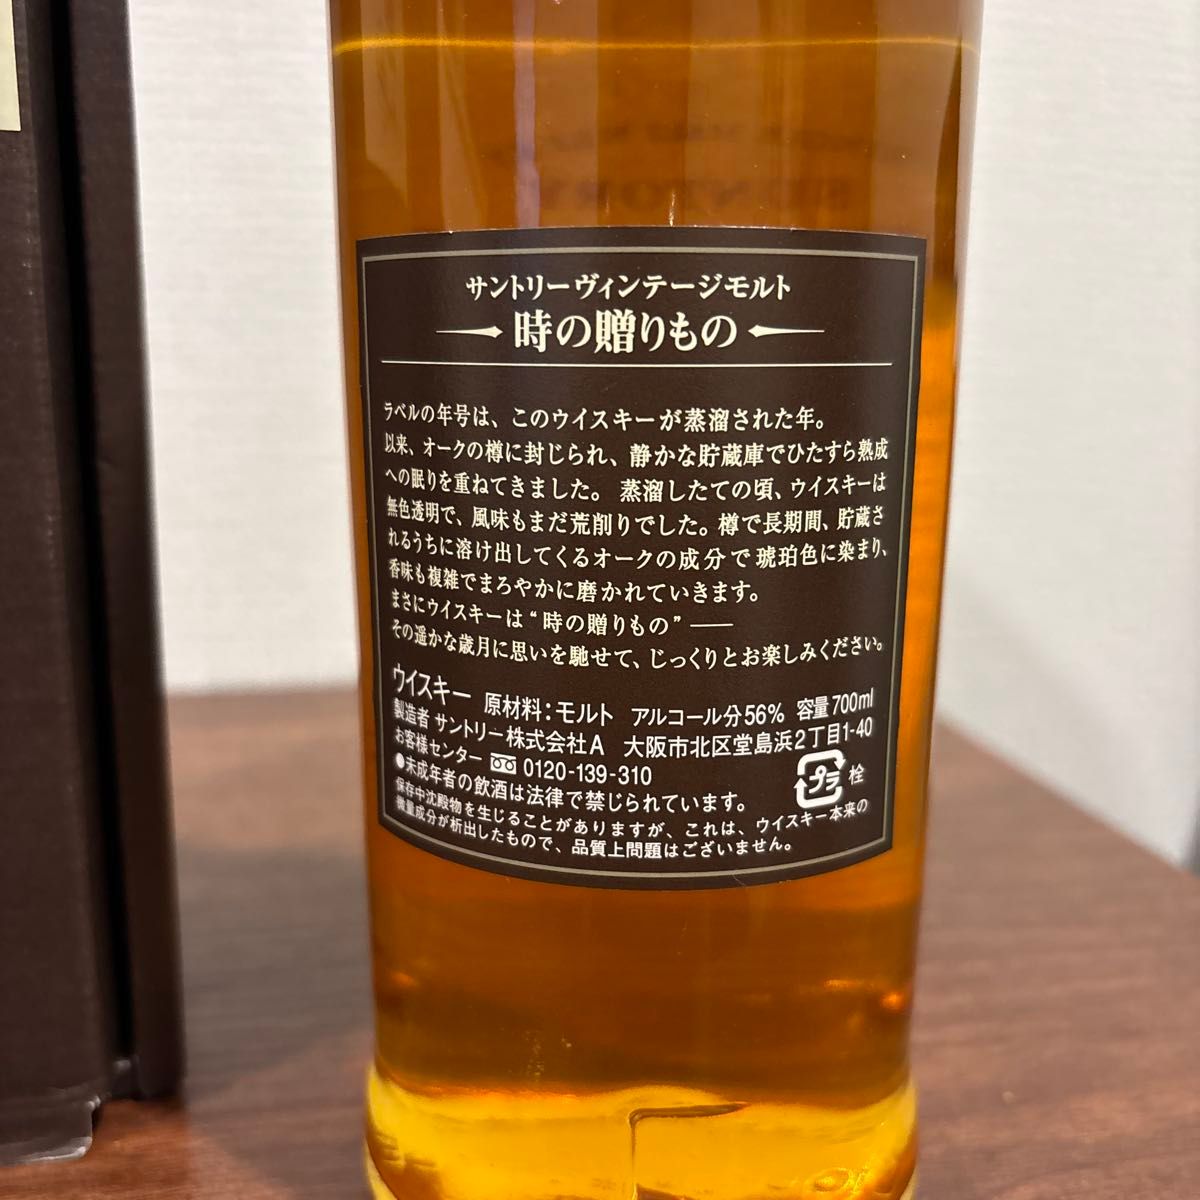 サントリーヴィンテージモルト
時の贈りもの
ラベルの年号は、このウイスキーが蒸溜された年。
以来、オークの樽に封じられ、静かな貯蔵庫でひたすら熟成
への眠りを重ねてきました。蒸溜したての頃、ウイスキーは
無色透明で、風味もまだ荒削りでした。樽で長期間、貯蔵さ
れるうちに溶け出してくるオークの成分で琥珀色に染まり、
香味も複雑でまろやかに磨かれていきます。
まさにウイスキーは“時の贈りもの”——
その遥かな歳月に思いを馳せて、じっくりとお楽しみください。
ウイスキー 原材料：モルト アルコール分56% 容量700ml
製造者 サントリー株式会社A 大阪市北区堂島浜2丁目1-40
お客様センター 0120-139-310
●未成年者の飲酒は法律で禁じられています。
プラ 栓
保存中沈殿物を生じることがありますが、これは、ウイスキー本来の
微量成分が析出したもので、品質上問題はございません。